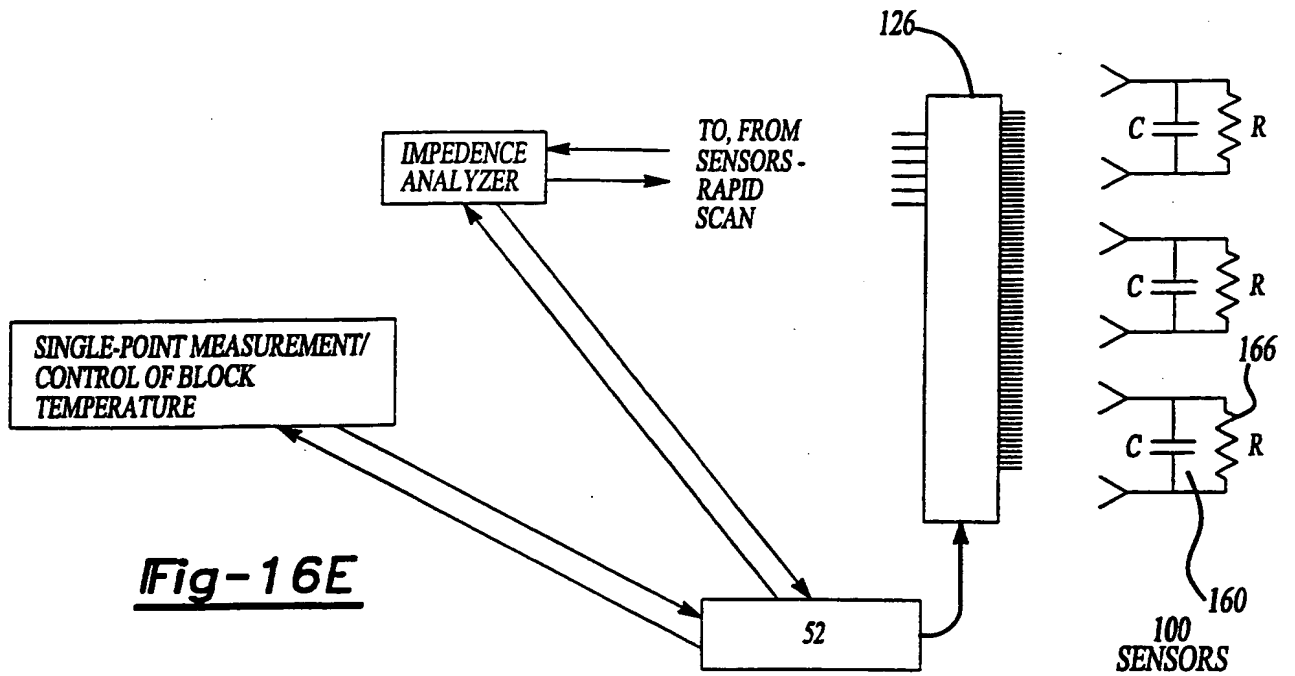 126
IMPEDENCE
ANALYZER
TO, FROM
SENSORS -
RAPID
SCAN
C
R
C
R
SINGLE-POINT MEASUREMENT/
CONTROL OF BLOCK
TEMPERATURE
166
C
R
Fig-16E
52
160
100
SENSORS